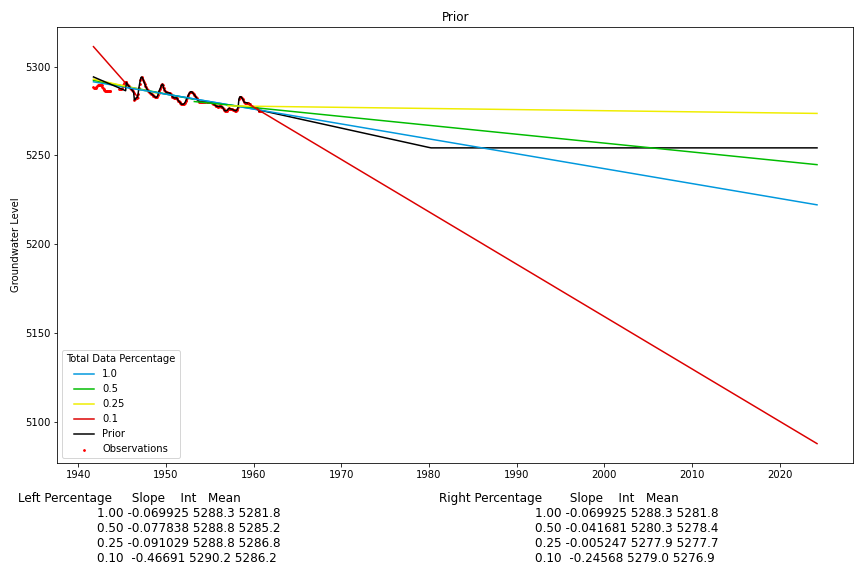 Prior
Groundwater Level
5300
5250
5200
5150
5100
1940 1950 1960 1970 1980 1990 2000 2010 2020
Total Data Percentage
1.0
0.5
0.25
0.1
Prior
Observations
Left Percentage Slope Int Mean
1.00 -0.069925 5288.3 5281.8
0.50 -0.077838 5288.8 5285.2
0.25 -0.091029 5288.8 5286.8
0.10 -0.46691 5290.2 5286.2
Right Percentage Slope Int Mean
1.00 -0.069925 5288.3 5281.8
0.50 -0.041681 5280.3 5278.4
0.25 -0.005247 5277.9 5277.7
0.10 -0.24568 5279.0 5276.9